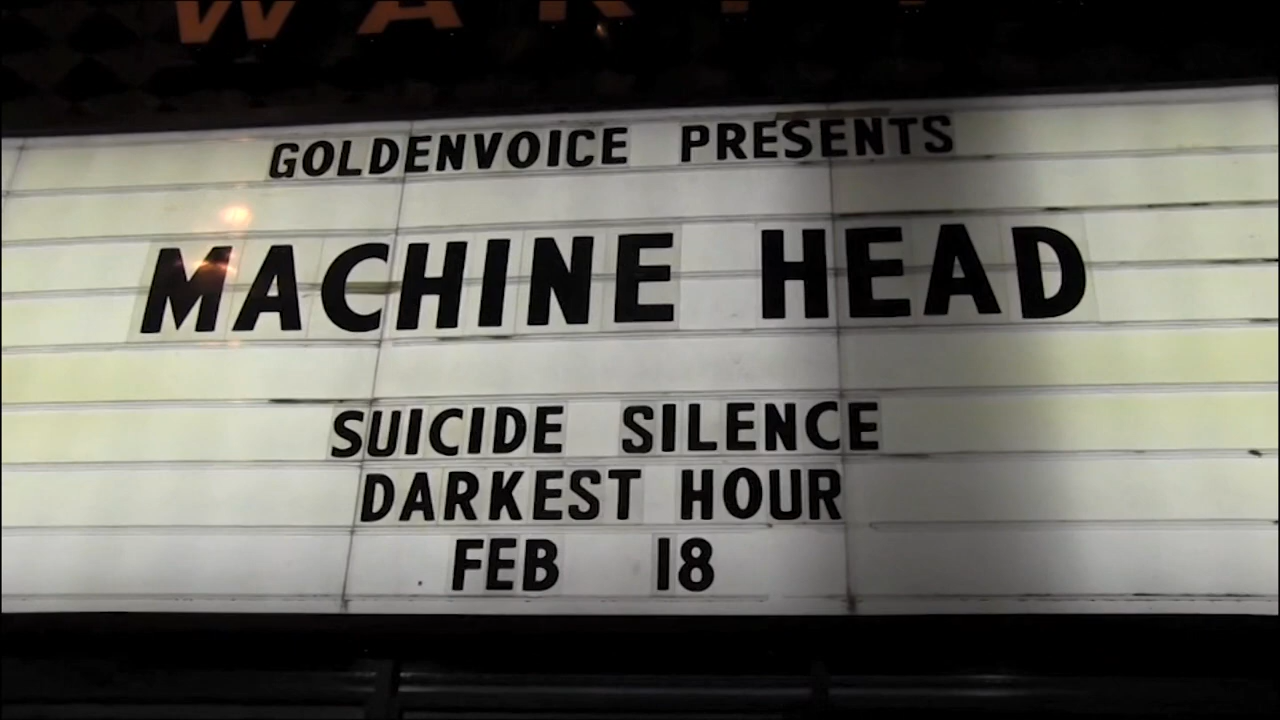 GOLDENVOICE PRESENTS
MACHINE HEAD
SUICIDE SILENCE
DARKEST HOUR
FEB 18